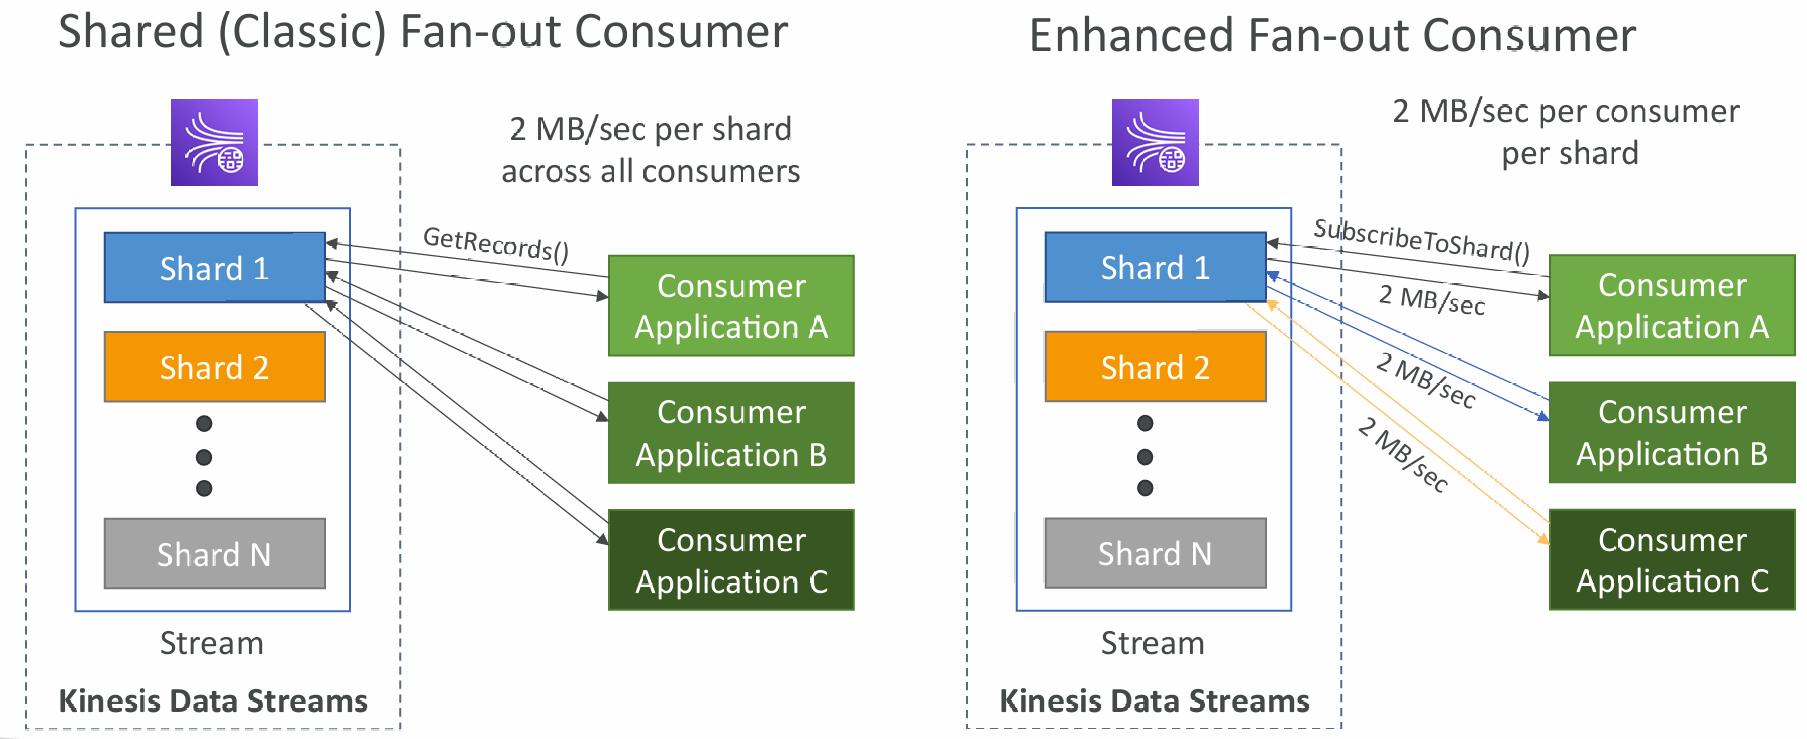 Shared (Classic) Fan-out Consumer
2 MB/sec per shard
across all consumers
GetRecords()
Shard 1
Shard 2
Shard N
Consumer
Application A
Consumer
Application B
Consumer
Application C
Stream
Kinesis Data Streams
Enhanced Fan-out Consumer
2 MB/sec per consumer
per shard
SubscribeToShard()
Shard 1
2 MB/sec
Shard 2
2 MB/sec
2 MB/sec
Shard N
Consumer
Application A
Consumer
Application B
Consumer
Application C
Stream
Kinesis Data Streams